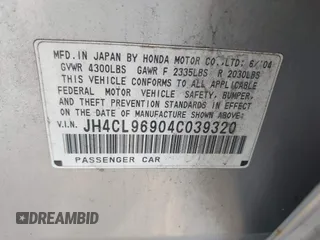 MFD. IN JAPAN BY HONDA MOTOR CO.,LTD:
GVWR 4300LBS GAWR F 2335LBS R 2030LBS
THIS VEHICLE CONFORMS TO ALL APPLICABLE
FEDERAL MOTOR VEHICLE SAFETY, BUMPER,
AND THEFT PREVENTION STANDARDS IN EFFECT
ON THE DATE OF MANUFACTURE SHOWN ABOVE.
V.I.N. JH4CL96904C039320
PASSENGER CAR
DREAMBID